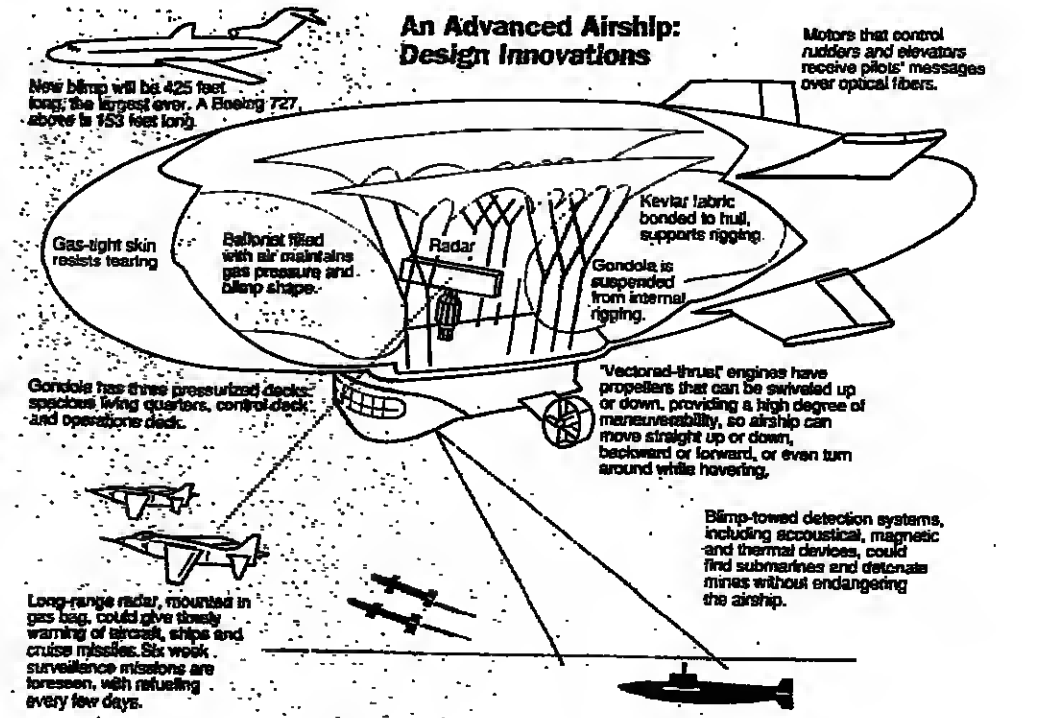 An Advanced Airship:
Design Innovations
Motors that control
rudders and elevators
receive pilots' messages
over optical fibers.
New blimp will be 425 feet
long, the largest ever. A Boeing 727,
above is 153 feet long.
Gas-tight skin
resists tearing
Ballonet filled
with air maintains
gas pressure and
blimp shape.
Radar
Kevlar fabric
bonded to hull,
supports rigging.
Gondola is
suspended
from internal
rigging.
Gondola has three pressurized decks:
spacious living quarters, control deck
and operations deck.
'Vectored-thrust' engines have
propellers that can be swiveled up
or down, providing a high degree of
maneuverability, so airship can
move straight up or down,
backward or forward, or even turn
around while hovering.
Blimp-towed detection systems,
including accoustical, magnetic
and thermal devices, could
find submarines and detonate
mines without endangering
the airship.
Long-range radar, mounted in
gas bag, could give timely
warning of aircraft, ships and
cruise missiles. Six week
surveillance missions are
foreseen, with refueling
every few days.